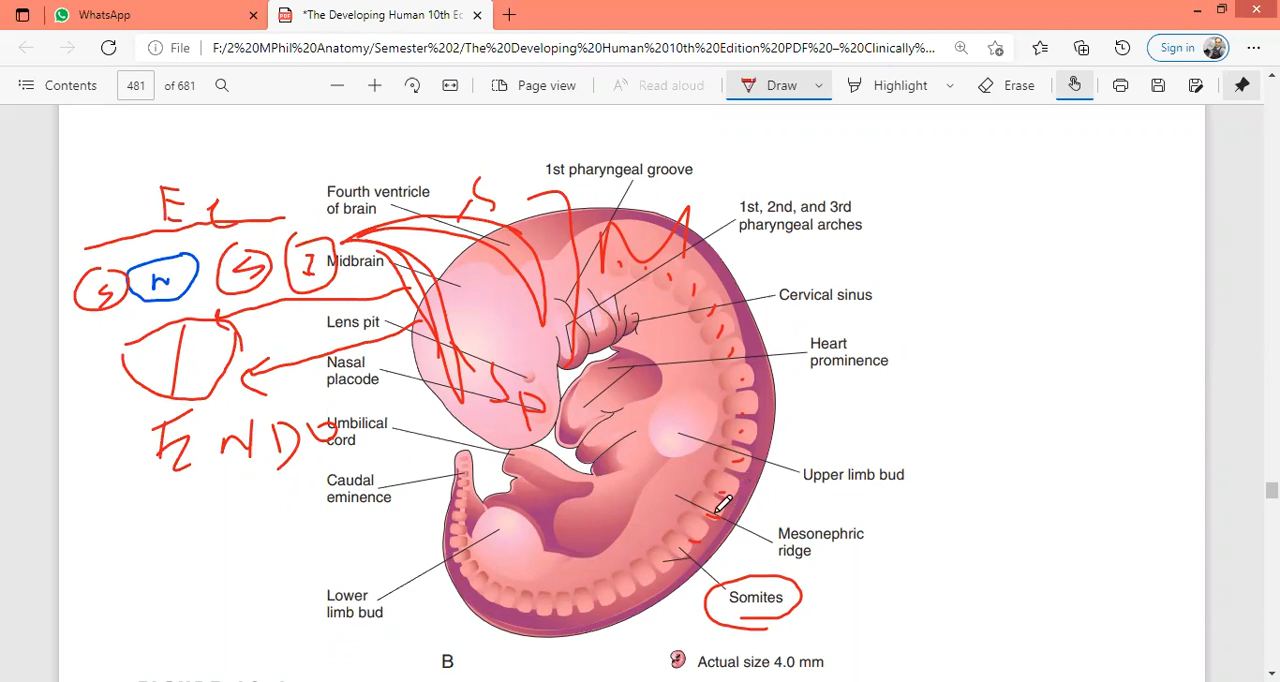 WhatsApp
*The Developing Human 10th Ec
File
F:/2%20MPhil%20Anatomy/Semester%202/The%20Developing%20Human%2010th%20Edition%20PDF%20–%20Clinically%...
Sign in
Contents
481 of 681
Page view
Read aloud
Draw
Highlight
Erase
1st pharyngeal groove
Fourth ventricle
of brain
1st, 2nd, and 3rd
pharyngeal arches
Midbrain
Cervical sinus
Lens pit
Heart
prominence
Nasal
placode
Umbilical
cord
Upper limb bud
Caudal
eminence
Mesonephric
ridge
Lower
limb bud
Somites
B
Actual size 4.0 mm
S
N
S
I
S